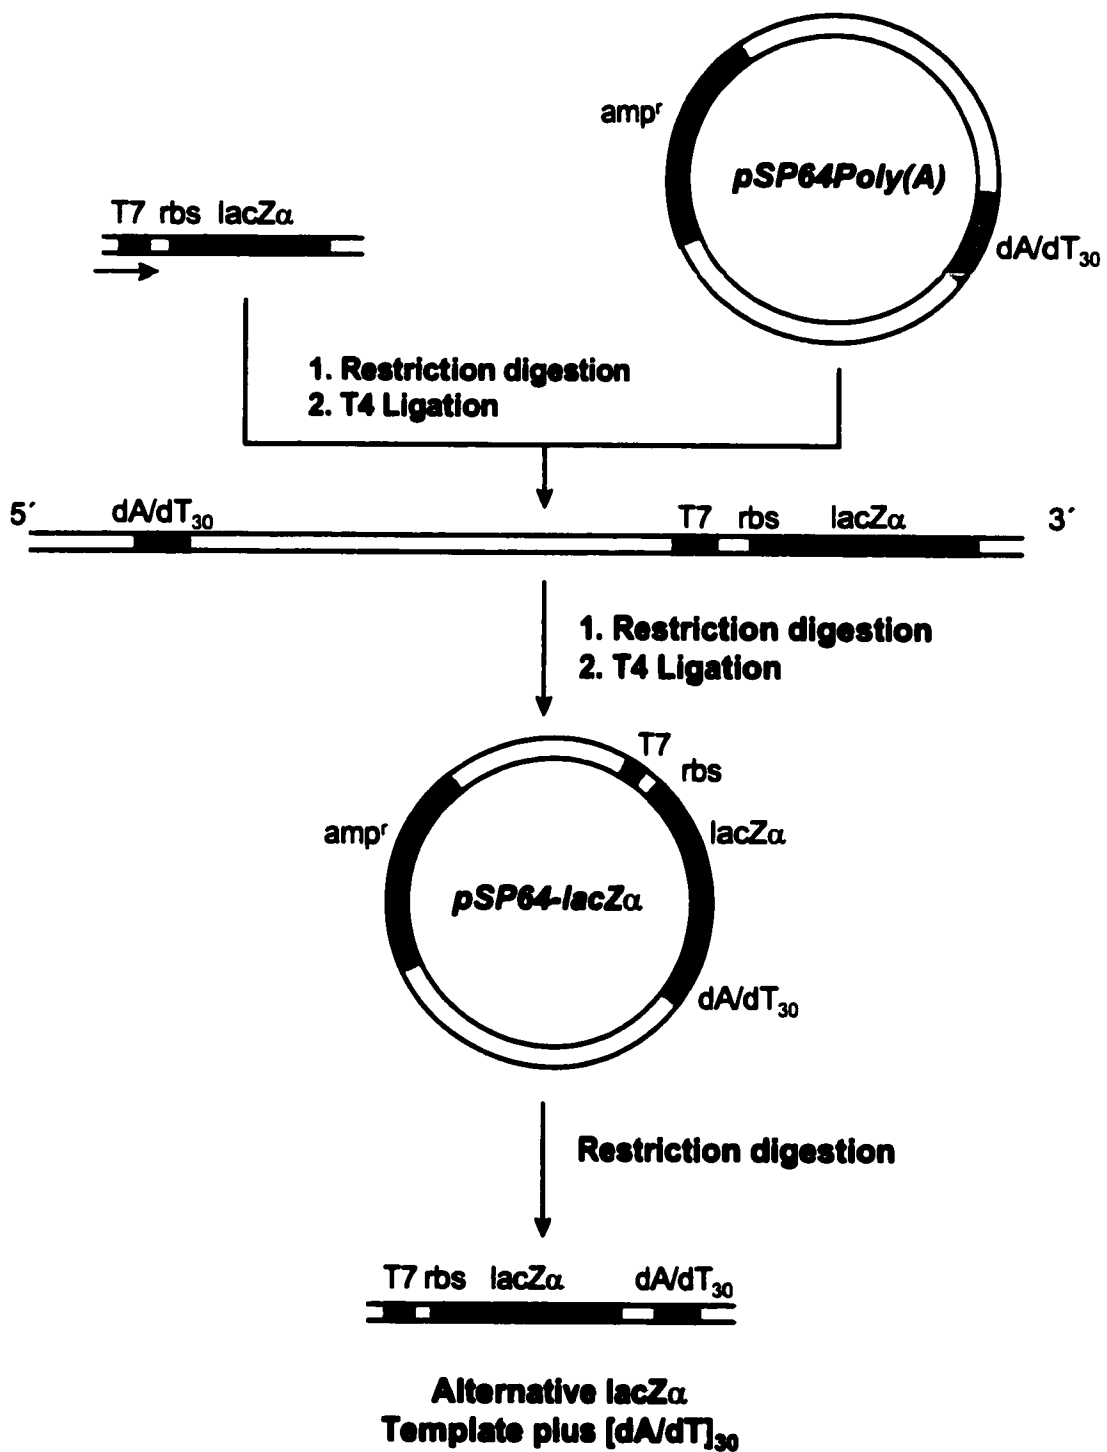 ampʳ
pSP64Poly(A)
dA/dT₃₀
T7 rbs lacZα
1. Restriction digestion
2. T4 Ligation
5´ dA/dT₃₀ T7 rbs lacZα 3´
1. Restriction digestion
2. T4 Ligation
T7
rbs
ampʳ
lacZα
pSP64-lacZα
dA/dT₃₀
Restriction digestion
T7 rbs lacZα dA/dT₃₀
Alternative lacZα
Template plus [dA/dT]₃₀